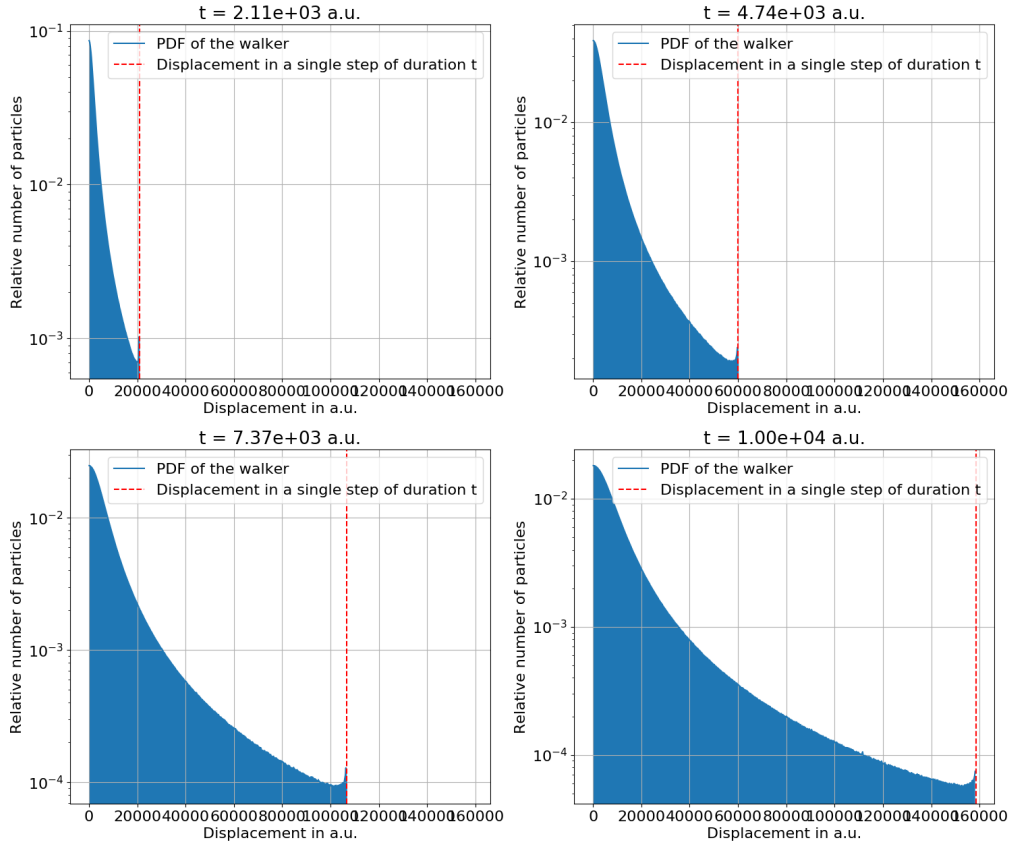 t = 2.11e+03 a.u.
PDF of the walker
Displacement in a single step of duration t
Relative number of particles
10⁻¹
10⁻²
10⁻³
0 20000 40000 60000 80000 100000 120000 140000 160000
Displacement in a.u.
t = 4.74e+03 a.u.
PDF of the walker
Displacement in a single step of duration t
Relative number of particles
10⁻²
10⁻³
0 20000 40000 60000 80000 100000 120000 140000 160000
Displacement in a.u.
t = 7.37e+03 a.u.
PDF of the walker
Displacement in a single step of duration t
Relative number of particles
10⁻²
10⁻³
10⁻⁴
0 20000 40000 60000 80000 100000 120000 140000 160000
Displacement in a.u.
t = 1.00e+04 a.u.
PDF of the walker
Displacement in a single step of duration t
Relative number of particles
10⁻²
10⁻³
10⁻⁴
0 20000 40000 60000 80000 100000 120000 140000 160000
Displacement in a.u.